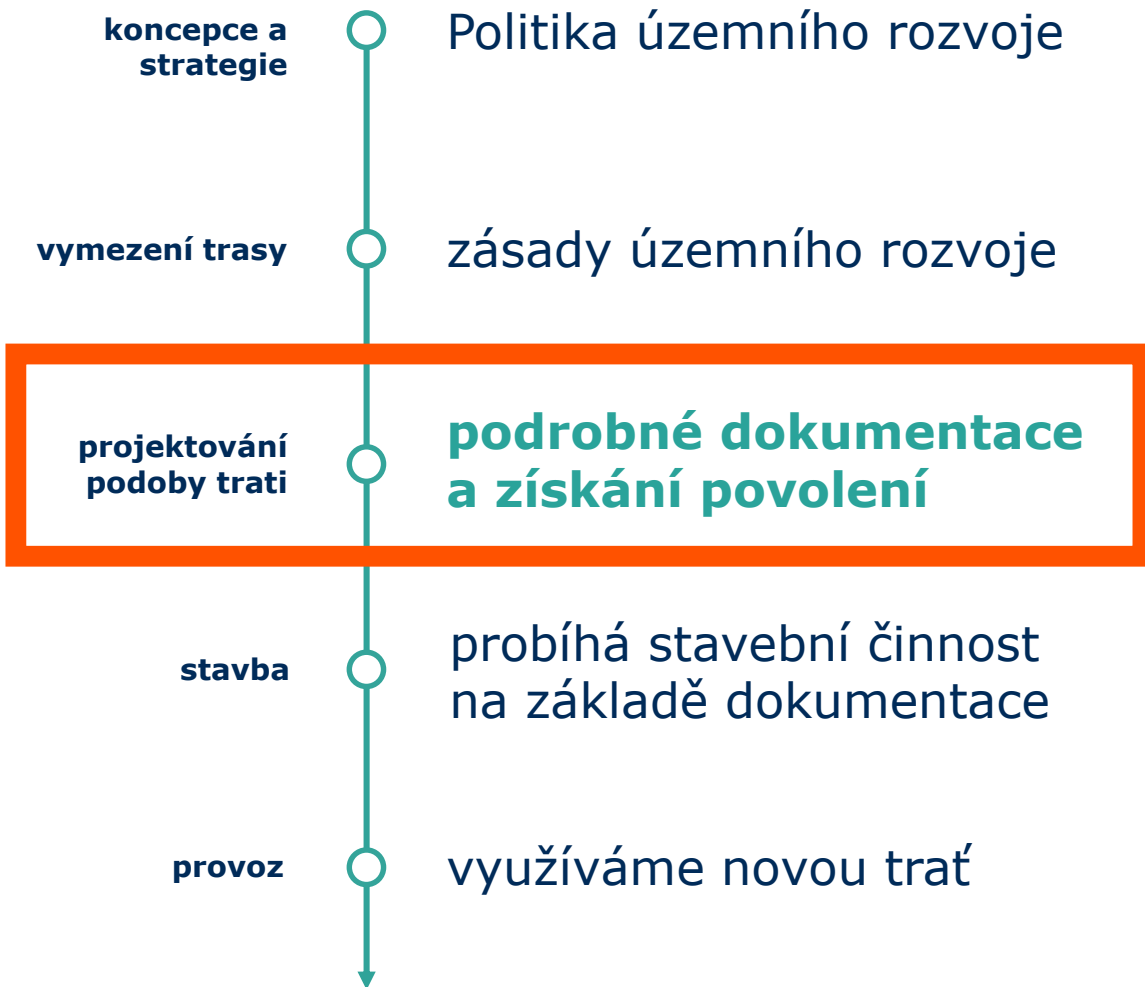 koncepce a
strategie
Politika územního rozvoje
vymezení trasy
zásady územního rozvoje
projektování
podoby trati
podrobné dokumentace
a získání povolení
stavba
probíhá stavební činnost
na základě dokumentace
provoz
využíváme novou trať